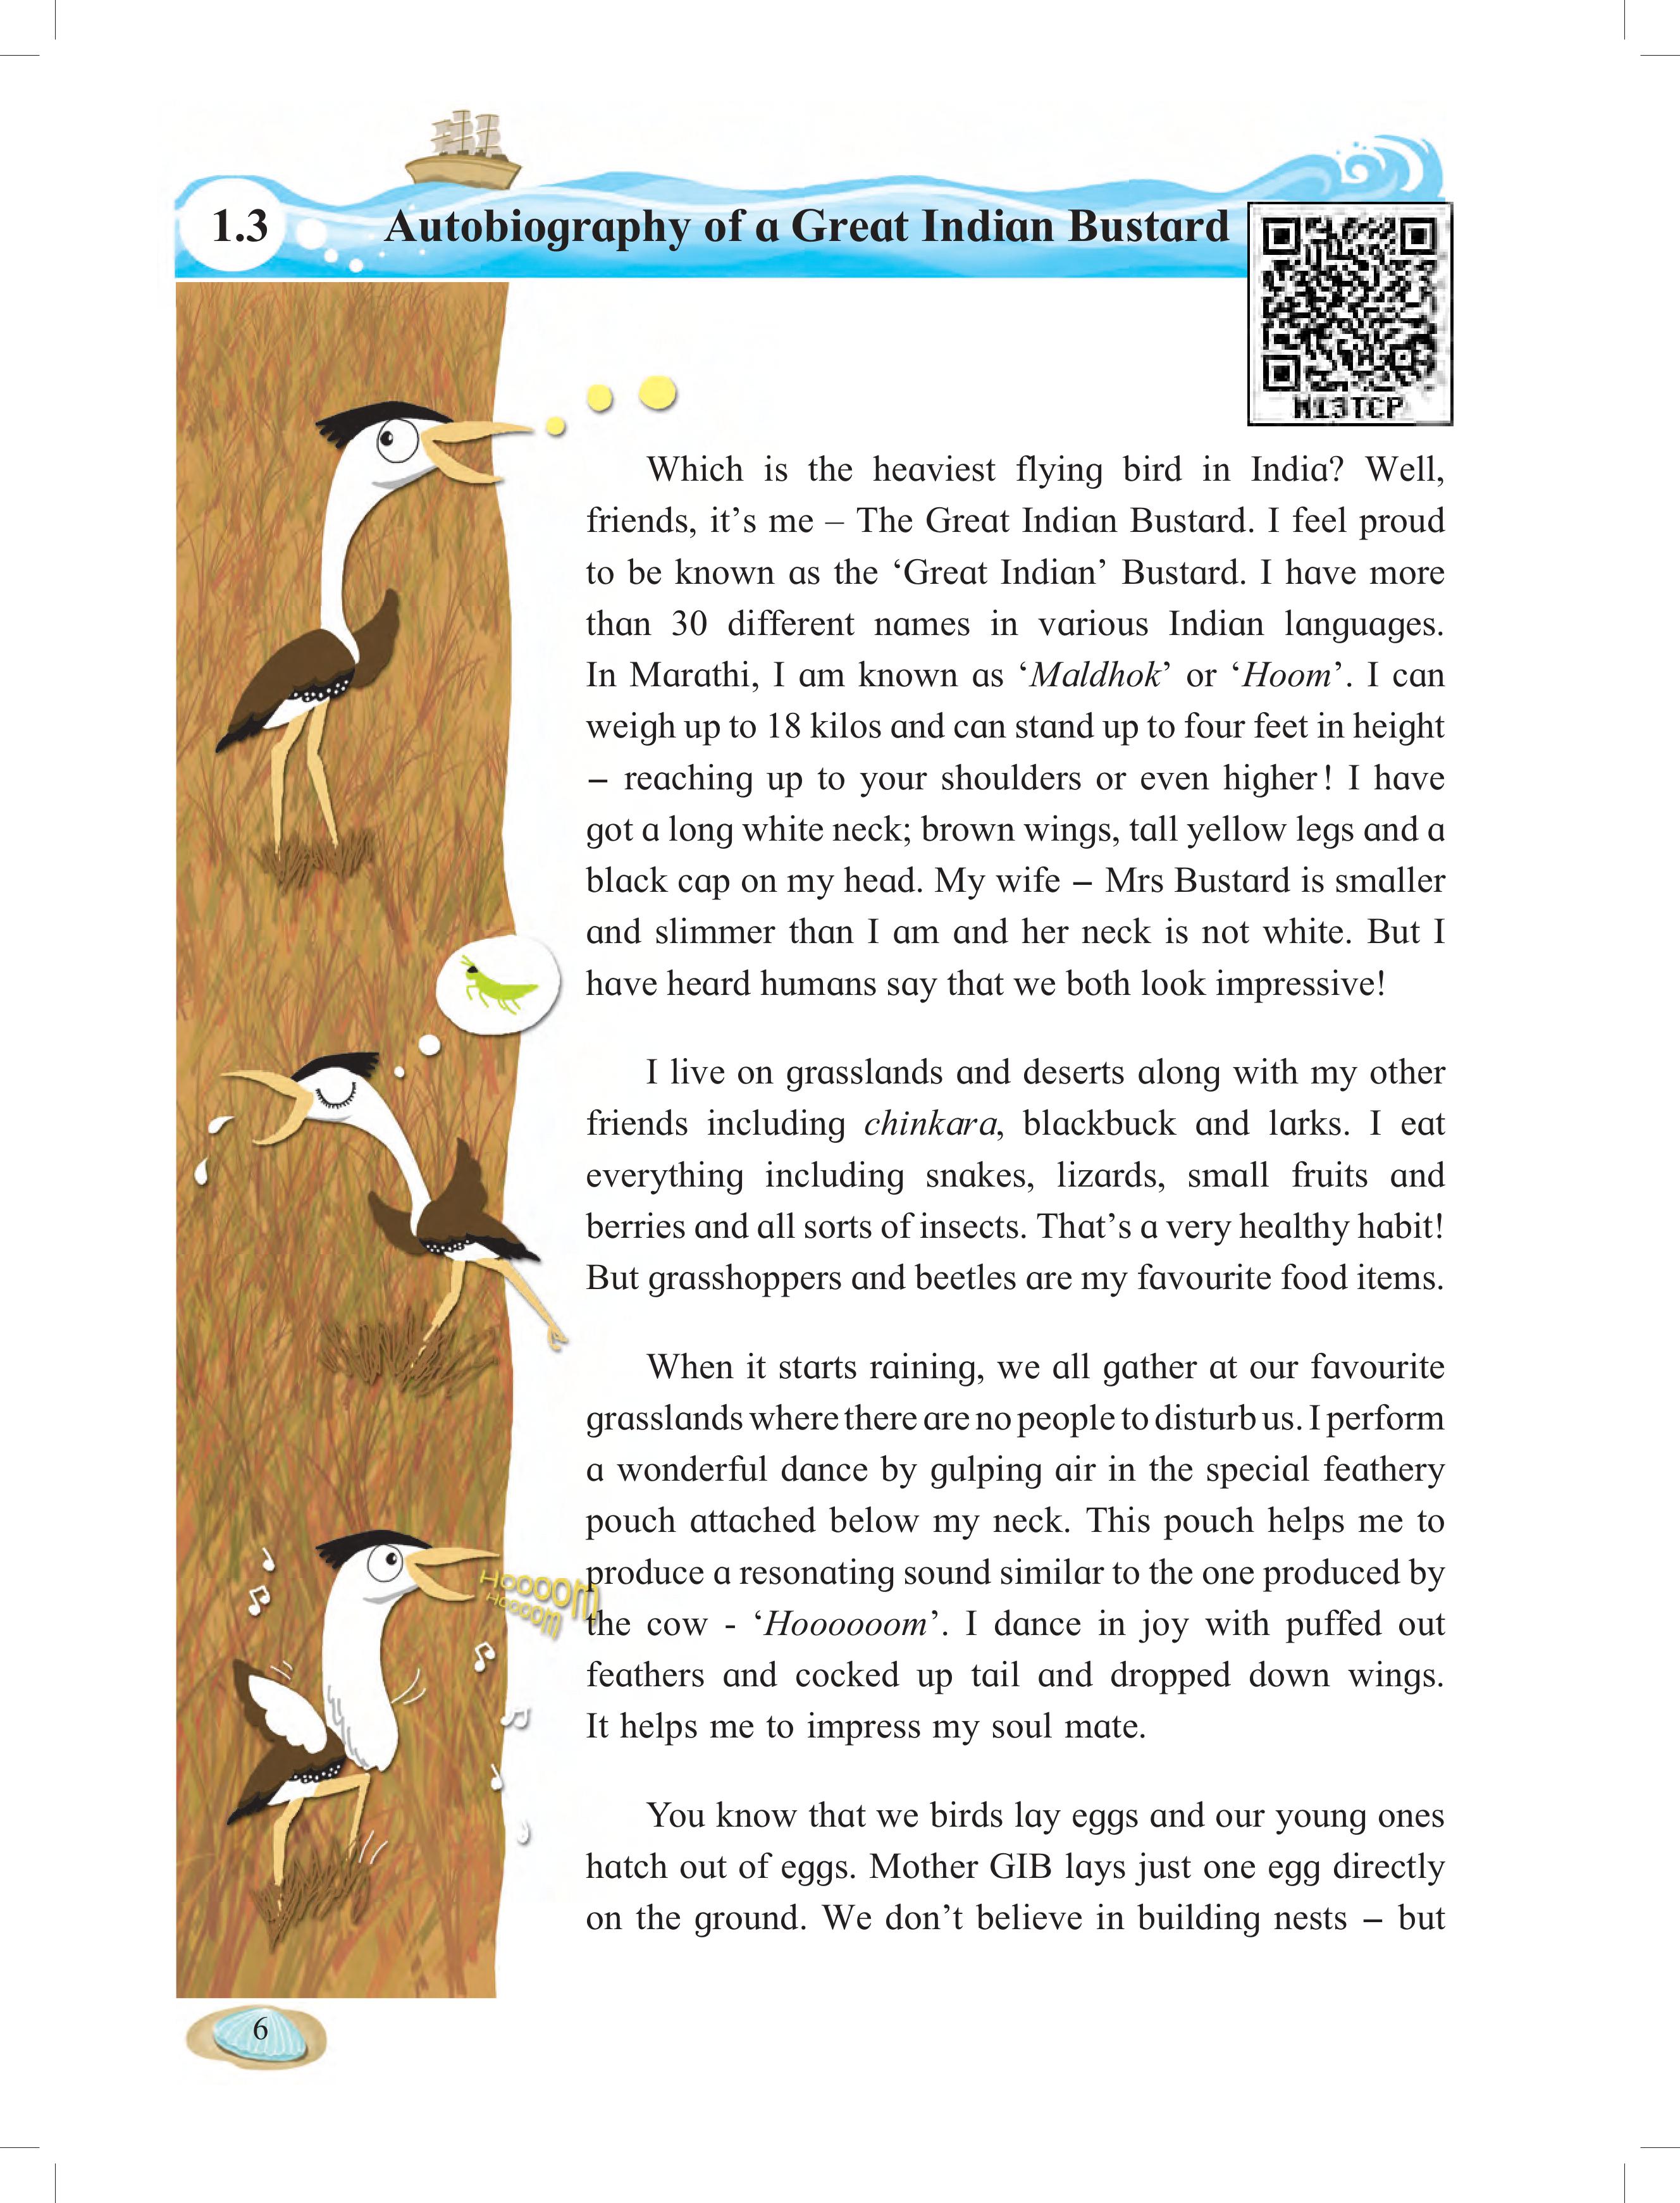 1.3 Autobiography of a Great Indian Bustard
N13TCP
Which is the heaviest flying bird in India? Well,
friends, it’s me – The Great Indian Bustard. I feel proud
to be known as the ‘Great Indian’ Bustard. I have more
than 30 different names in various Indian languages.
In Marathi, I am known as ‘Maldhok’ or ‘Hoom’. I can
weigh up to 18 kilos and can stand up to four feet in height
– reaching up to your shoulders or even higher! I have
got a long white neck; brown wings, tall yellow legs and a
black cap on my head. My wife – Mrs Bustard is smaller
and slimmer than I am and her neck is not white. But I
have heard humans say that we both look impressive!
I live on grasslands and deserts along with my other
friends including chinkara, blackbuck and larks. I eat
everything including snakes, lizards, small fruits and
berries and all sorts of insects. That’s a very healthy habit!
But grasshoppers and beetles are my favourite food items.
When it starts raining, we all gather at our favourite
grasslands where there are no people to disturb us. I perform
a wonderful dance by gulping air in the special feathery
pouch attached below my neck. This pouch helps me to
produce a resonating sound similar to the one produced by
the cow - ‘Hoooooom’. I dance in joy with puffed out
feathers and cocked up tail and dropped down wings.
It helps me to impress my soul mate.
HOOOOM
HOOOOM
You know that we birds lay eggs and our young ones
hatch out of eggs. Mother GIB lays just one egg directly
on the ground. We don’t believe in building nests – but
6